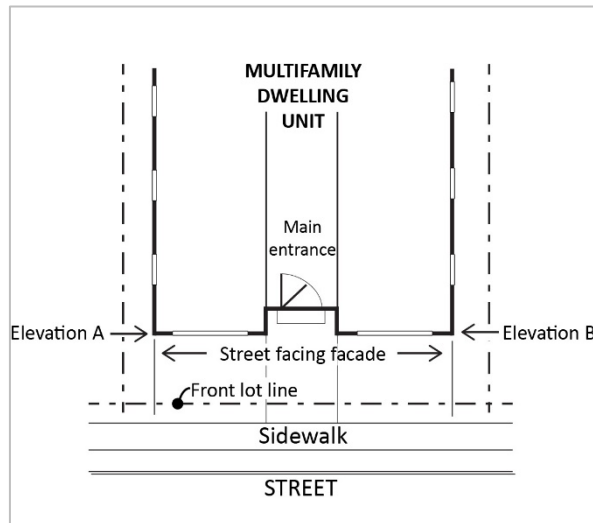 MULTIFAMILY
DWELLING
UNIT
Main
entrance
Elevation A
Elevation B
Street facing facade
Front lot line
Sidewalk
STREET